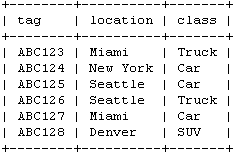 +--------+----------+-------+
| tag    | location | class |
+--------+----------+-------+
| ABC123 | Miami    | Truck |
| ABC124 | New York | Car   |
| ABC125 | Seattle  | Car   |
| ABC126 | Seattle  | Truck |
| ABC127 | Miami    | Car   |
| ABC128 | Denver   | SUV   |
+--------+----------+-------+